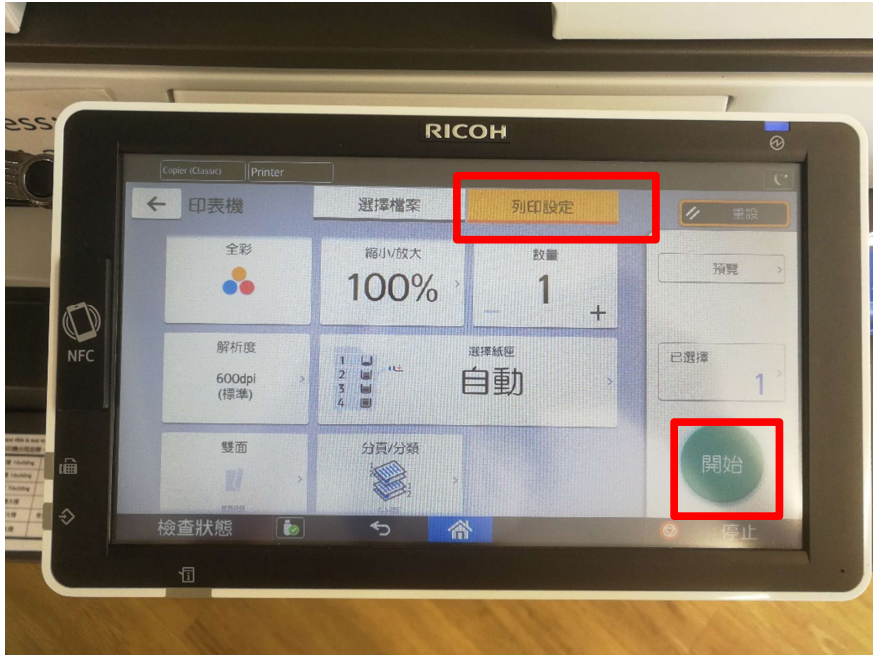 RICOH
Copier (Classic)
Printer
印表機
選擇檔案
列印設定
重設
全彩
縮小/放大
100%
數量
1
預覽
NFC
解析度
600dpi
(標準)
1
2
3
4
選擇紙匣
自動
已選擇
1
雙面
分頁/分類
開始
檢查狀態
停止